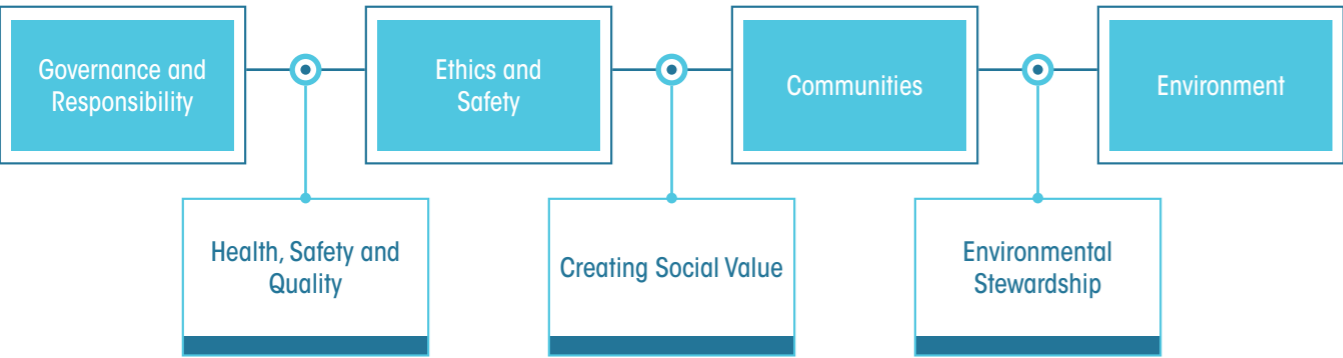 Governance and
Responsibility
Ethics and
Safety
Communities
Environment
Health, Safety and
Quality
Creating Social Value
Environmental
Stewardship